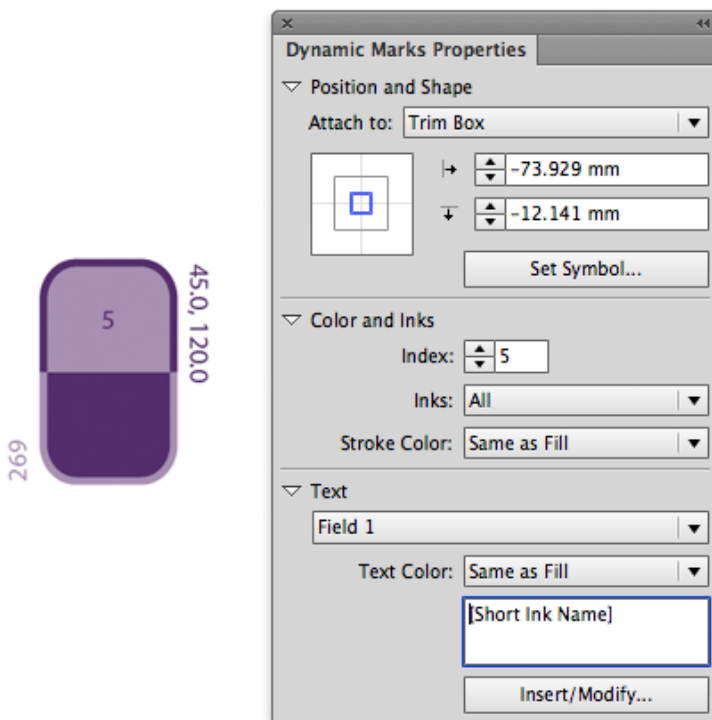 Dynamic Marks Properties
Position and Shape
Attach to: Trim Box
-73.929 mm
-12.141 mm
Set Symbol...
Color and Inks
Index: 5
Inks: All
Stroke Color: Same as Fill
Text
Field 1
Text Color: Same as Fill
[Short Ink Name]
Insert/Modify...
5
45.0, 120.0
269